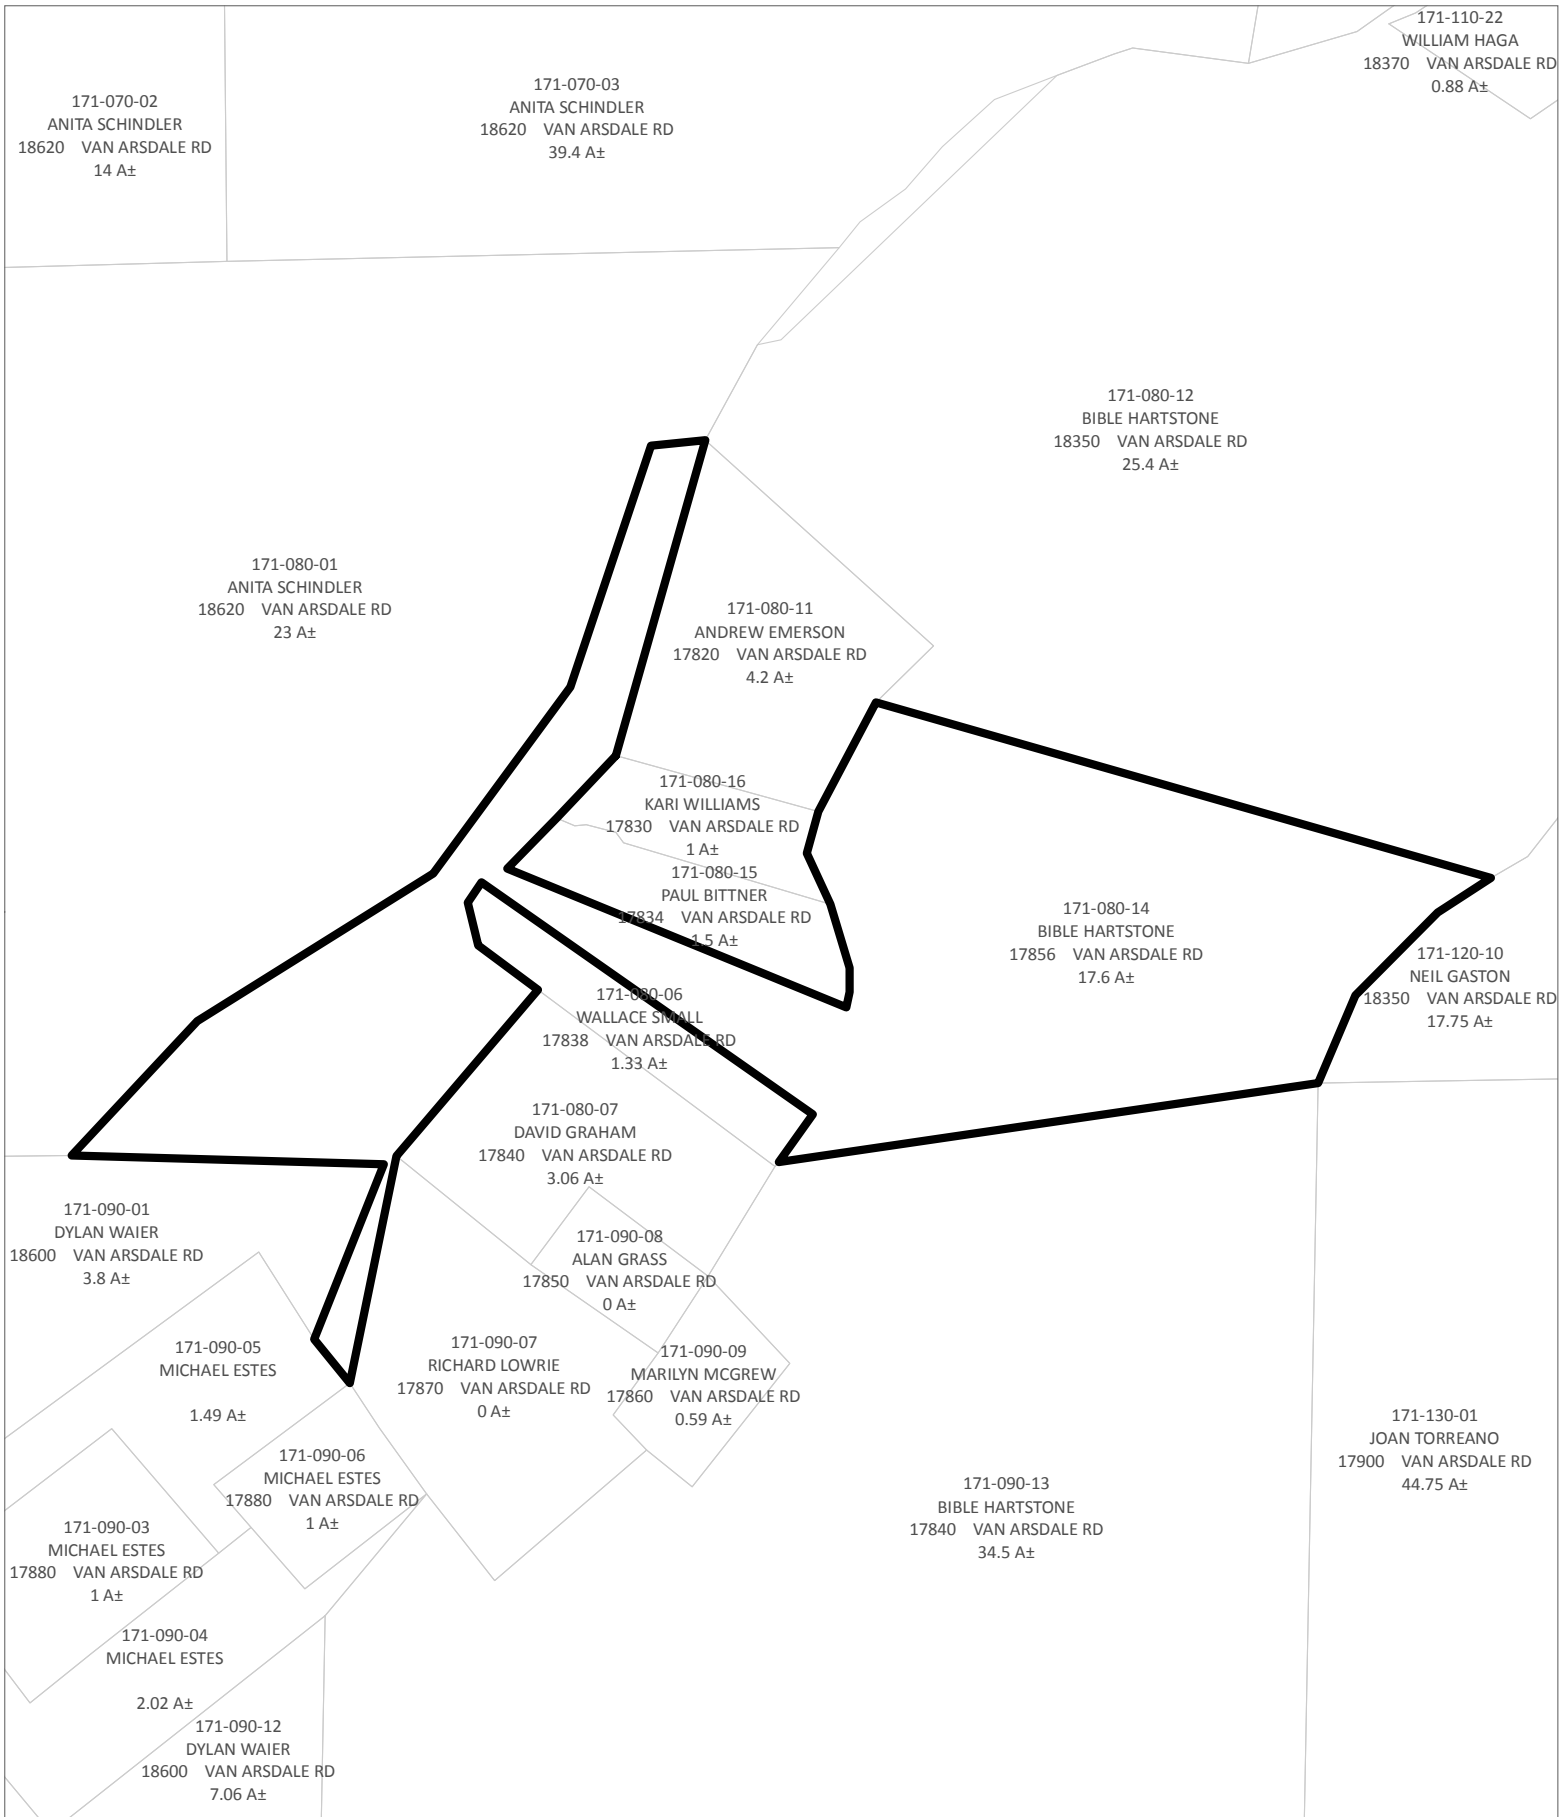 171-110-22
WILLIAM HAGA
18370 VAN ARSDALE RD
0.88 A±
171-070-02
ANITA SCHINDLER
18620 VAN ARSDALE RD
14 A±
171-070-03
ANITA SCHINDLER
18620 VAN ARSDALE RD
39.4 A±
171-080-12
BIBLE HARTSTONE
18350 VAN ARSDALE RD
25.4 A±
171-080-01
ANITA SCHINDLER
18620 VAN ARSDALE RD
23 A±
171-080-11
ANDREW EMERSON
17820 VAN ARSDALE RD
4.2 A±
171-080-16
KARI WILLIAMS
17830 VAN ARSDALE RD
1 A±
171-080-15
PAUL BITTNER
17834 VAN ARSDALE RD
1.5 A±
171-080-14
BIBLE HARTSTONE
17856 VAN ARSDALE RD
17.6 A±
171-120-10
NEIL GASTON
18350 VAN ARSDALE RD
17.75 A±
171-080-06
WALLACE SMALL
17838 VAN ARSDALE RD
1.33 A±
171-080-07
DAVID GRAHAM
17840 VAN ARSDALE RD
3.06 A±
171-090-01
DYLAN WAIER
18600 VAN ARSDALE RD
3.8 A±
171-090-08
ALAN GRASS
17850 VAN ARSDALE RD
0 A±
171-090-05
MICHAEL ESTES
1.49 A±
171-090-07
RICHARD LOWRIE
17870 VAN ARSDALE RD
0 A±
171-090-09
MARILYN MCGREW
17860 VAN ARSDALE RD
0.59 A±
171-130-01
JOAN TORREANO
17900 VAN ARSDALE RD
44.75 A±
171-090-06
MICHAEL ESTES
17880 VAN ARSDALE RD
1 A±
171-090-13
BIBLE HARTSTONE
17840 VAN ARSDALE RD
34.5 A±
171-090-03
MICHAEL ESTES
17880 VAN ARSDALE RD
1 A±
171-090-04
MICHAEL ESTES
2.02 A±
171-090-12
DYLAN WAIER
18600 VAN ARSDALE RD
7.06 A±